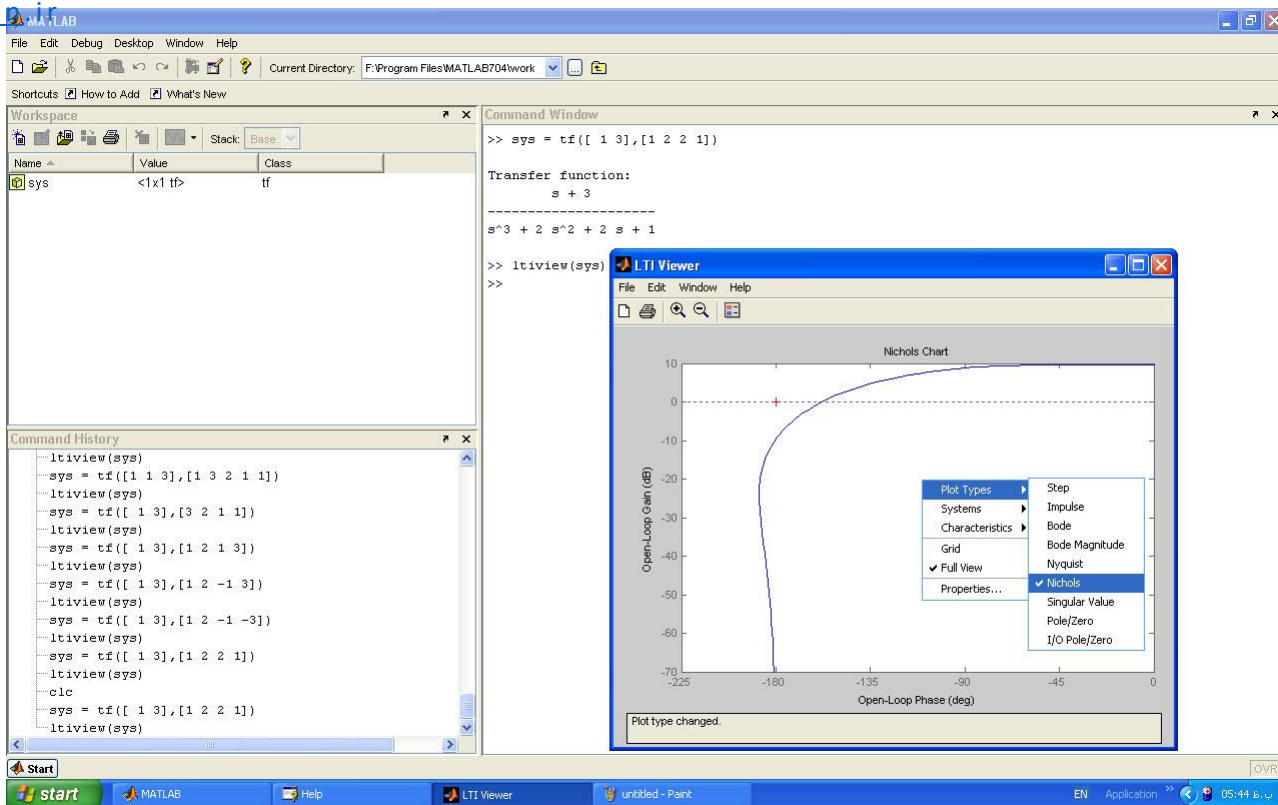 p.ir
MATLAB
File Edit Debug Desktop Window Help
Current Directory: F:\Program Files\MATLAB704\work
Shortcuts How to Add What's New
Workspace
Stack: Base
Name Value Class
sys <1x1 tf> tf
Command History
ltiview(sys)
sys = tf([1 1 3],[1 3 2 1 1])
ltiview(sys)
sys = tf([ 1 3],[3 2 1 1])
ltiview(sys)
sys = tf([ 1 3],[1 2 1 3])
ltiview(sys)
sys = tf([ 1 3],[1 2 -1 3])
ltiview(sys)
sys = tf([ 1 3],[1 2 -1 -3])
ltiview(sys)
sys = tf([ 1 3],[1 2 2 1])
ltiview(sys)
clc
sys = tf([ 1 3],[1 2 2 1])
ltiview(sys)
Command Window
>> sys = tf([ 1 3],[1 2 2 1])
Transfer function:
s + 3
---------------------
s^3 + 2 s^2 + 2 s + 1
>> ltiview(sys)
>>
LTI Viewer
File Edit Window Help
Nichols Chart
Open-Loop Gain (dB)
10
0
-10
-20
-30
-40
-50
-60
-70
-225 -180 -135 -90 -45 0
Open-Loop Phase (deg)
Plot Types
Systems
Characteristics
Grid
Full View
Properties...
Step
Impulse
Bode
Bode Magnitude
Nyquist
Nichols
Singular Value
Pole/Zero
I/O Pole/Zero
Plot type changed.
Start
OVR
start MATLAB Help LTI Viewer untitled - Paint EN Application » 05:44 ب.ظ